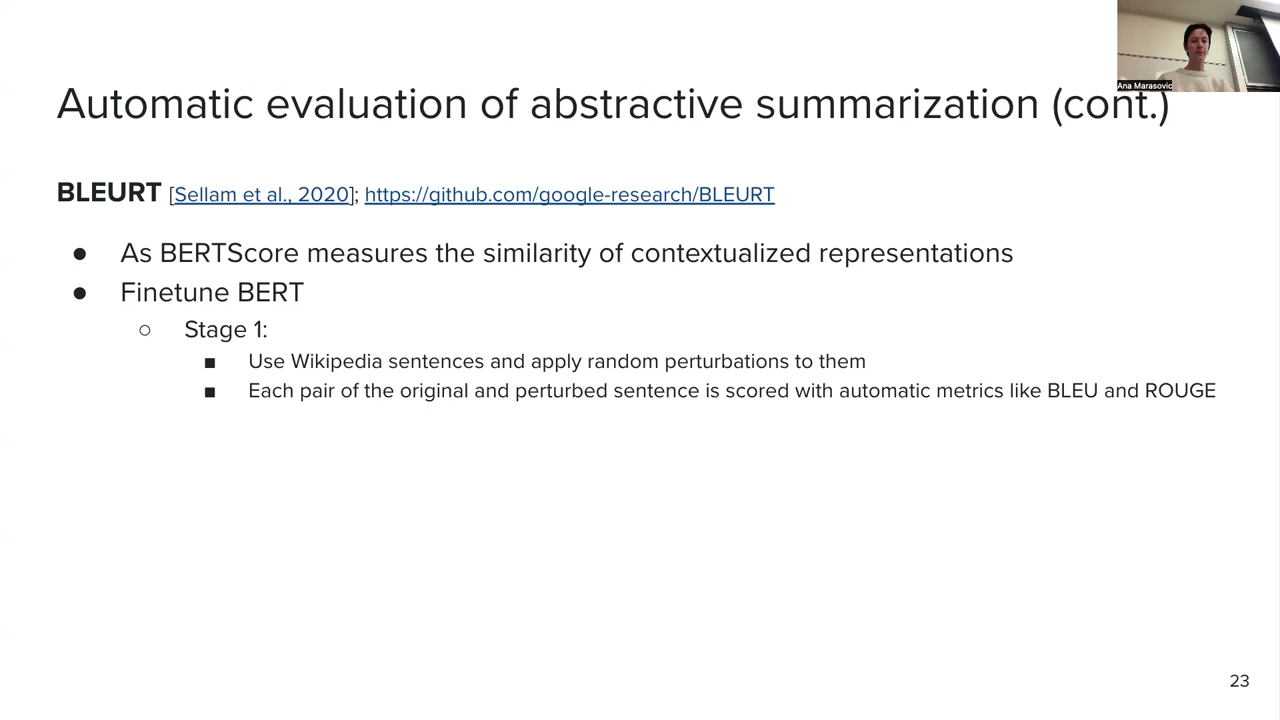 Ana Marasovic
Automatic evaluation of abstractive summarization (cont.)
BLEURT [Sellam et al., 2020]; https://github.com/google-research/BLEURT
● As BERTScore measures the similarity of contextualized representations
● Finetune BERT
○ Stage 1:
■ Use Wikipedia sentences and apply random perturbations to them
■ Each pair of the original and perturbed sentence is scored with automatic metrics like BLEU and ROUGE
23